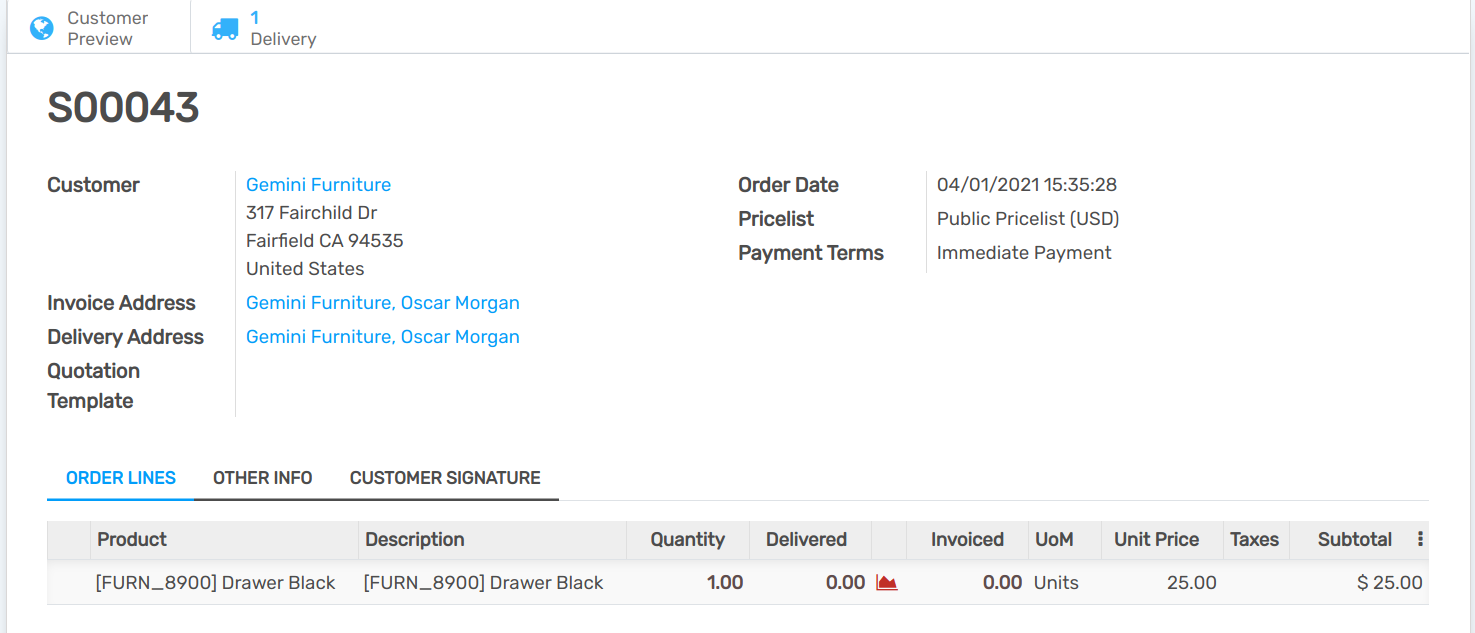 Customer
Preview
1
Delivery
S00043
Customer
Gemini Furniture
317 Fairchild Dr
Fairfield CA 94535
United States
Invoice Address
Gemini Furniture, Oscar Morgan
Delivery Address
Gemini Furniture, Oscar Morgan
Quotation
Template
Order Date
04/01/2021 15:35:28
Pricelist
Public Pricelist (USD)
Payment Terms
Immediate Payment
ORDER LINES OTHER INFO CUSTOMER SIGNATURE
Product Description Quantity Delivered Invoiced UoM Unit Price Taxes Subtotal
[FURN_8900] Drawer Black [FURN_8900] Drawer Black 1.00 0.00 0.00 Units 25.00 $ 25.00